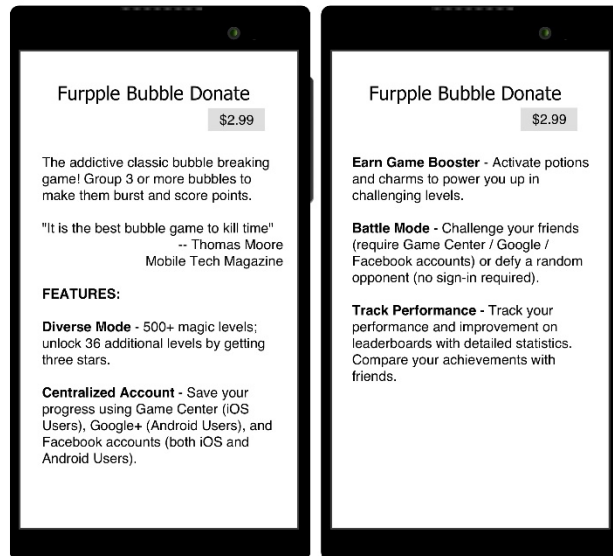 Furpple Bubble Donate
$2.99
The addictive classic bubble breaking
game! Group 3 or more bubbles to
make them burst and score points.
"It is the best bubble game to kill time"
-- Thomas Moore
Mobile Tech Magazine
FEATURES:
Diverse Mode - 500+ magic levels;
unlock 36 additional levels by getting
three stars.
Centralized Account - Save your
progress using Game Center (iOS
Users), Google+ (Android Users), and
Facebook accounts (both iOS and
Android Users).
Furpple Bubble Donate
$2.99
Earn Game Booster - Activate potions
and charms to power you up in
challenging levels.
Battle Mode - Challenge your friends
(require Game Center / Google /
Facebook accounts) or defy a random
opponent (no sign-in required).
Track Performance - Track your
performance and improvement on
leaderboards with detailed statistics.
Compare your achievements with
friends.